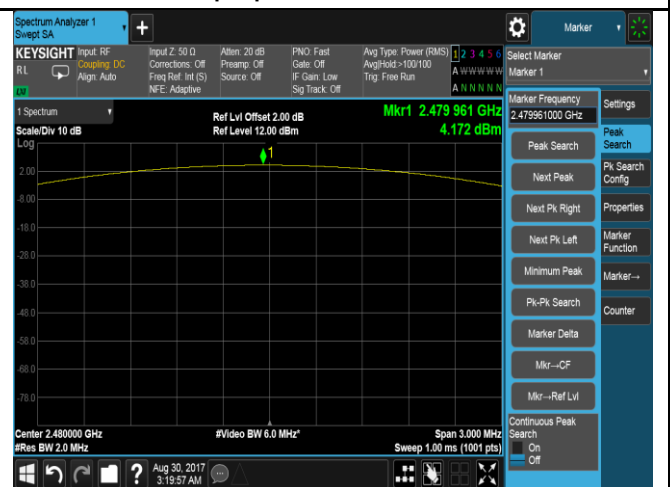 Spectrum Analyzer 1
Swept SA
+
Marker
KEYSIGHT
RL
LXI
Input: RF
Coupling: DC
Align: Auto
Input Z: 50 Ω
Corrections: Off
Freq Ref: Int (S)
NFE: Adaptive
Atten: 20 dB
Preamp: Off
Source: Off
PNO: Fast
Gate: Off
IF Gain: Low
Sig Track: Off
Avg Type: Power (RMS)
Avg|Hold:>100/100
Trig: Free Run
1 2 3 4 5 6
A W W W W W
A N N N N N
Select Marker
Marker 1
1 Spectrum
Scale/Div 10 dB
Log
Ref Lvl Offset 2.00 dB
Ref Level 12.00 dBm
Mkr1 2.479 961 GHz
4.172 dBm
1
2.00
-8.00
-18.0
-28.0
-38.0
-48.0
-58.0
-68.0
-78.0
Center 2.480000 GHz
#Res BW 2.0 MHz
#Video BW 6.0 MHz*
Span 3.000 MHz
Sweep 1.00 ms (1001 pts)
Marker Frequency
2.479961000 GHz
Peak Search
Next Peak
Next Pk Right
Next Pk Left
Minimum Peak
Pk-Pk Search
Marker Delta
Mkr→CF
Mkr→Ref Lvl
Continuous Peak
Search
On
Off
Settings
Peak
Search
Pk Search
Config
Properties
Marker
Function
Marker→
Counter
?
Aug 30, 2017
3:19:57 AM